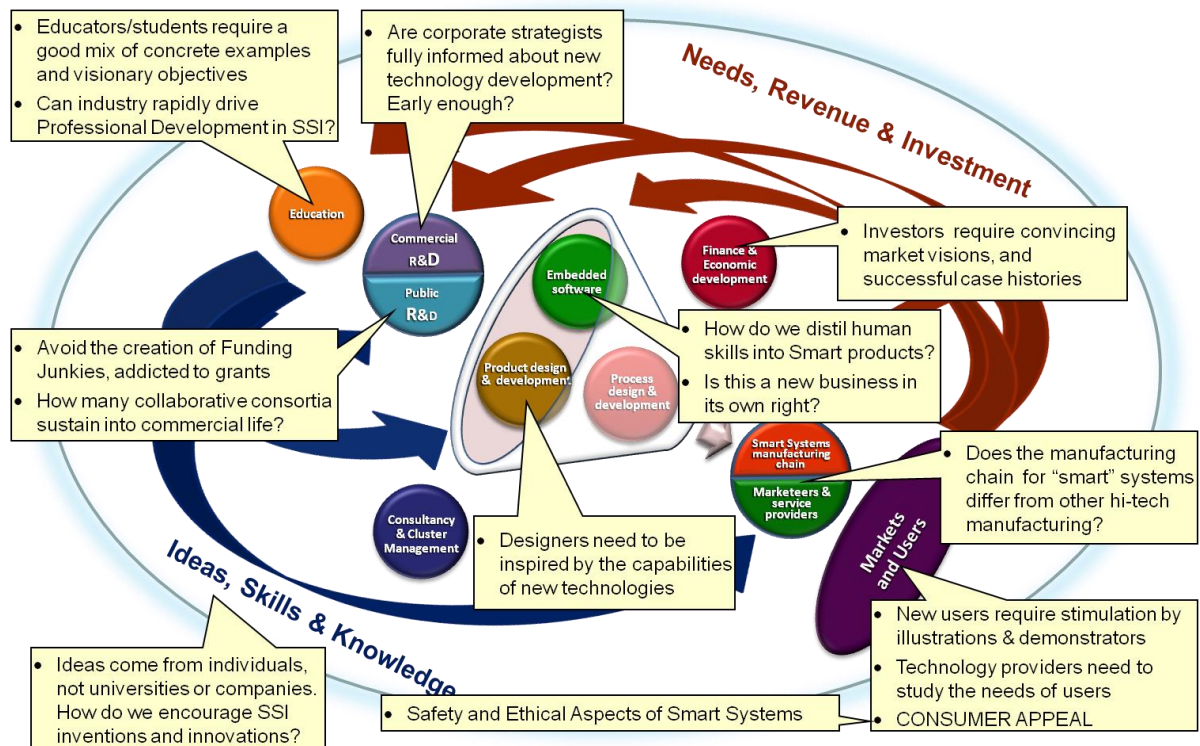 • Educators/students require a
good mix of concrete examples
and visionary objectives
• Can industry rapidly drive
Professional Development in SSI?
• Are corporate strategists
fully informed about new
technology development?
Early enough?
Needs, Revenue & Investment
Education
Commercial
R&D
Public
R&D
Embedded
software
Finance &
Economic
development
• Investors require convincing
market visions, and
successful case histories
• Avoid the creation of Funding
Junkies, addicted to grants
• How many collaborative consortia
sustain into commercial life?
Product design
& development
Process
design &
development
• How do we distil human
skills into Smart products?
• Is this a new business in
its own right?
Smart Systems
manufacturing
chain
Marketeers &
service
providers
• Does the manufacturing
chain for “smart” systems
differ from other hi-tech
manufacturing?
Consultancy
& Cluster
Management
• Designers need to be
inspired by the capabilities
of new technologies
Markets
and Users
Ideas, Skills & Knowledge
• New users require stimulation by
illustrations & demonstrators
• Technology providers need to
study the needs of users
• CONSUMER APPEAL
• Ideas come from individuals,
not universities or companies.
How do we encourage SSI
inventions and innovations?
• Safety and Ethical Aspects of Smart Systems